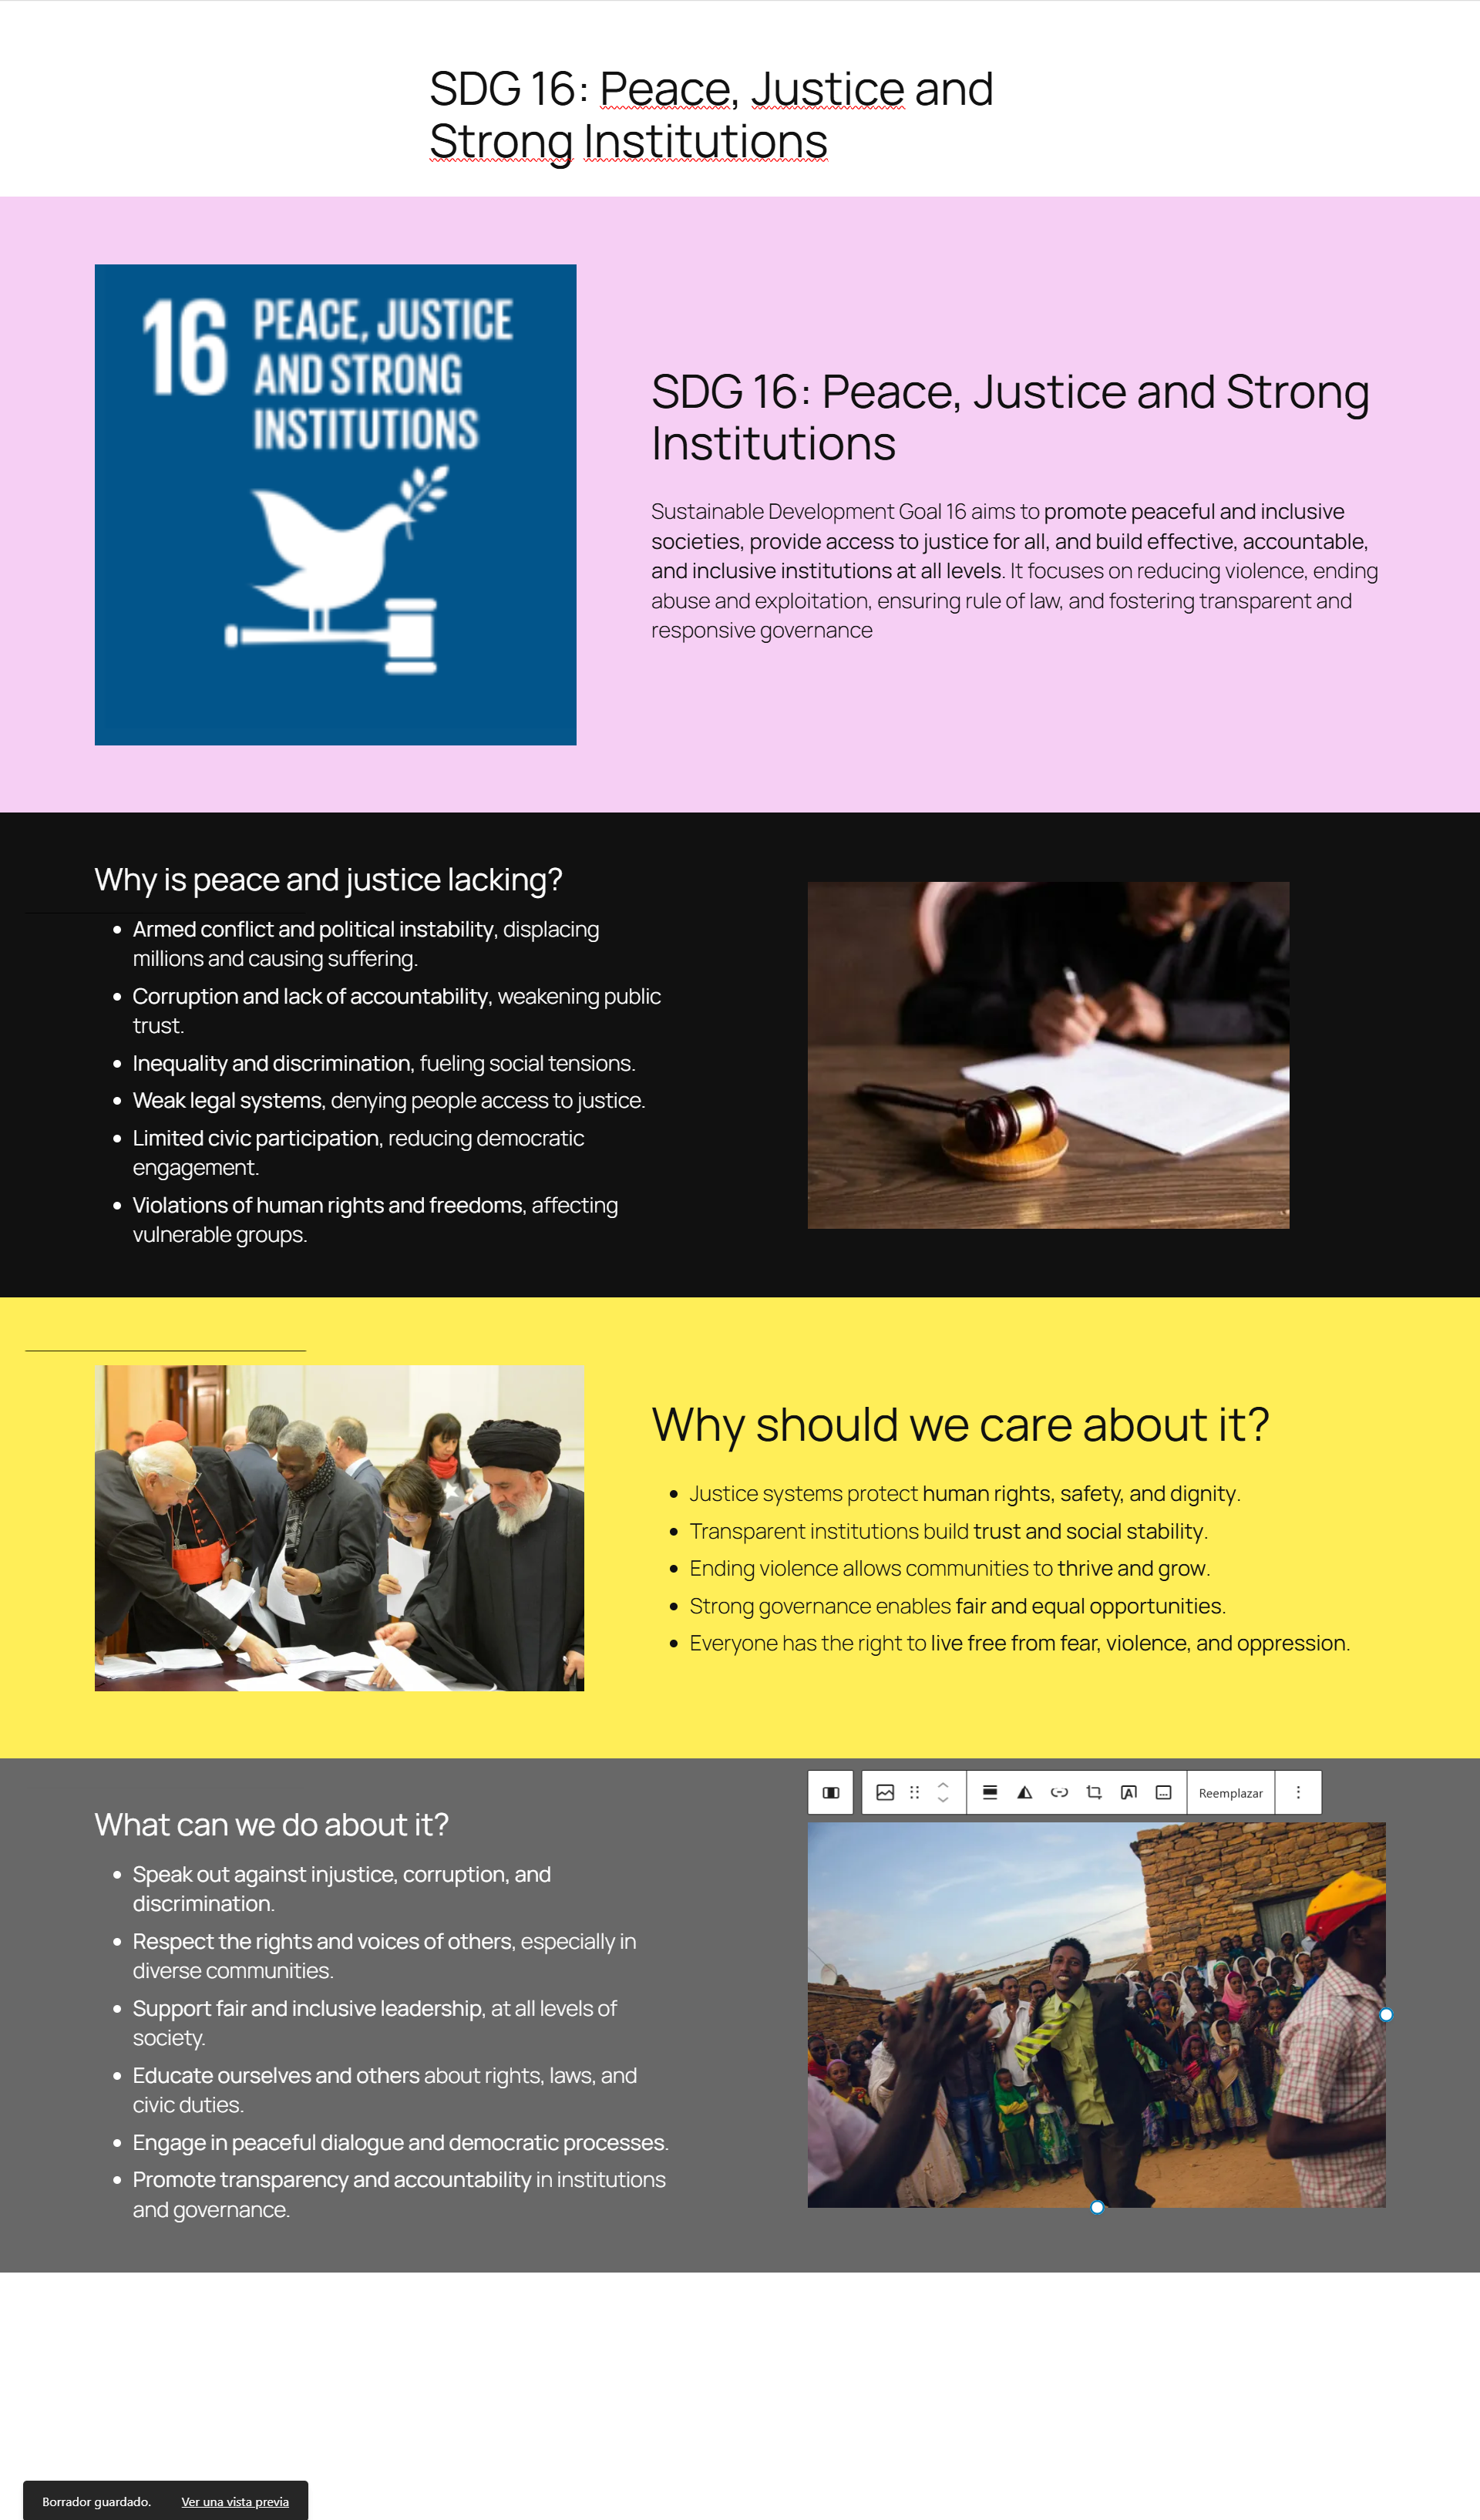 SDG 16: Peace, Justice and
Strong Institutions
16 PEACE, JUSTICE
AND STRONG
INSTITUTIONS
SDG 16: Peace, Justice and Strong
Institutions
Sustainable Development Goal 16 aims to promote peaceful and inclusive
societies, provide access to justice for all, and build effective, accountable,
and inclusive institutions at all levels. It focuses on reducing violence, ending
abuse and exploitation, ensuring rule of law, and fostering transparent and
responsive governance
Why is peace and justice lacking?
• Armed conflict and political instability, displacing
millions and causing suffering.
• Corruption and lack of accountability, weakening public
trust.
• Inequality and discrimination, fueling social tensions.
• Weak legal systems, denying people access to justice.
• Limited civic participation, reducing democratic
engagement.
• Violations of human rights and freedoms, affecting
vulnerable groups.
Why should we care about it?
• Justice systems protect human rights, safety, and dignity.
• Transparent institutions build trust and social stability.
• Ending violence allows communities to thrive and grow.
• Strong governance enables fair and equal opportunities.
• Everyone has the right to live free from fear, violence, and oppression.
Reemplazar
What can we do about it?
• Speak out against injustice, corruption, and
discrimination.
• Respect the rights and voices of others, especially in
diverse communities.
• Support fair and inclusive leadership, at all levels of
society.
• Educate ourselves and others about rights, laws, and
civic duties.
• Engage in peaceful dialogue and democratic processes.
• Promote transparency and accountability in institutions
and governance.
Borrador guardado. Ver una vista previa